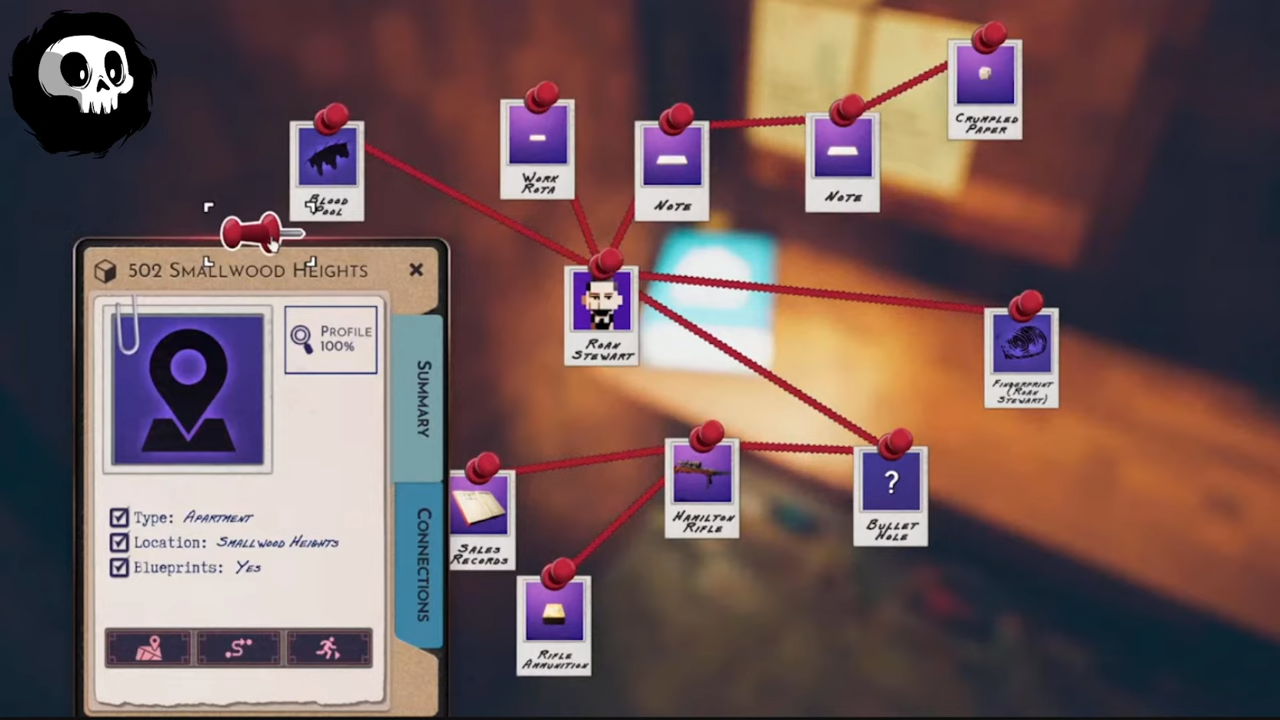 Crumpled
Paper
Work
Rota
Note
Note
Blood
Pool
502 Smallwood Heights
Profile
100%
Summary
Connections
Type: Apartment
Location: Smallwood Heights
Blueprints: Yes
Roan
Stewart
Fingerprint
(Roan
Stewart)
Hamilton
Rifle
?
Bullet
Hole
Sales
Records
Rifle
Ammunition